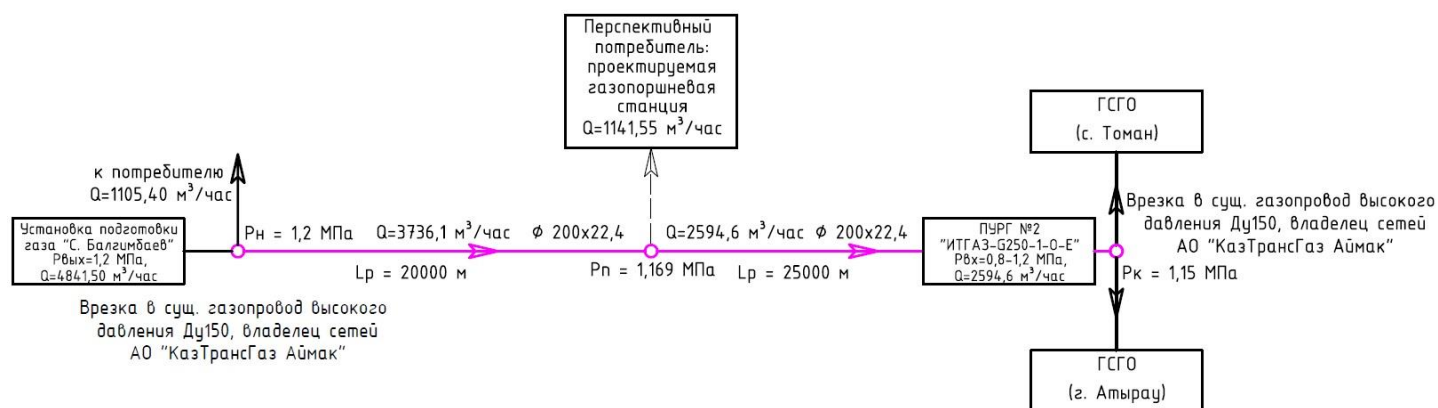 Перспективный
потребитель:
проектируемая
газопоршневая
станция
Q=1141,55 м³/час
ГСГО
(с. Томан)
к потребителю
Q=1105,40 м³/час
Установка подготовки
газа "С. Балгимбаев"
Рвых=1,2 МПа,
Q=4841,50 м³/час
Рн = 1,2 МПа
Q=3736,1 м³/час
ϕ 200х22,4
Lр = 20000 м
Рп = 1,169 МПа
Q=2594,6 м³/час ϕ 200х22,4
Lр = 25000 м
ПУРГ №2
"ИТГАЗ-G250-1-0-Е"
Рвх=0,8-1,2 МПа,
Q=2594,6 м³/час
Врезка в сущ. газопровод высокого
давления Ду150, владелец сетей
АО "КазТрансГаз Аймак"
Рк = 1,15 МПа
Врезка в сущ. газопровод высокого
давления Ду150, владелец сетей
АО "КазТрансГаз Аймак"
ГСГО
(г. Атырау)